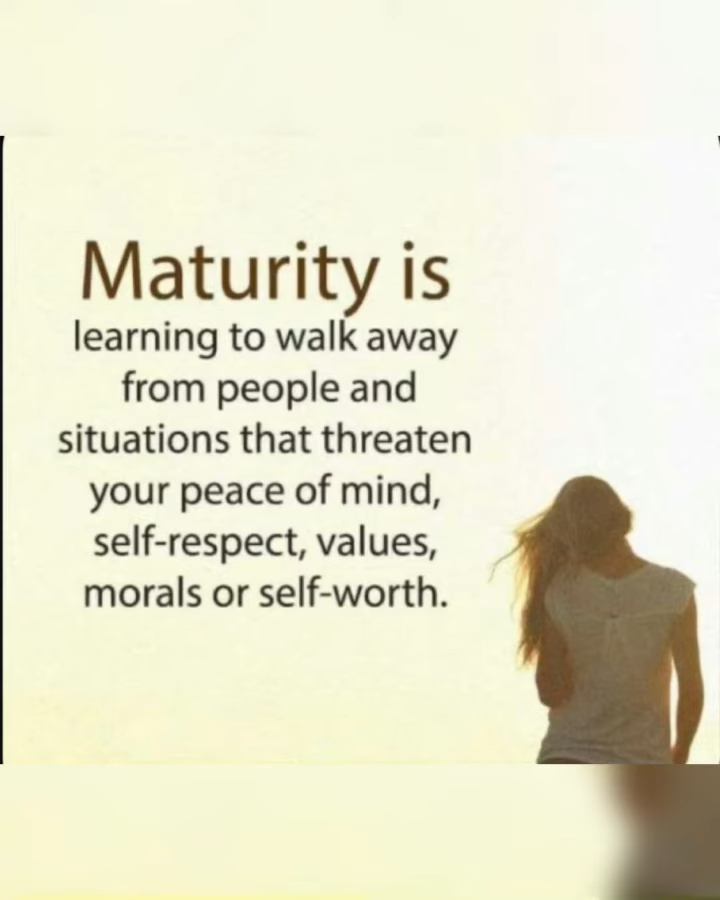 Maturity is
learning to walk away
from people and
situations that threaten
your peace of mind,
self-respect, values,
morals or self-worth.